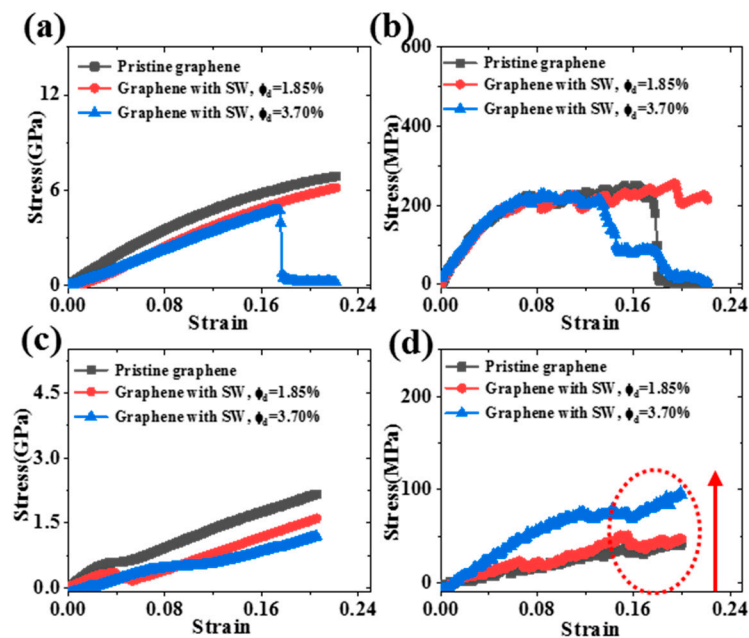 (a)
Stress(GPa)
15
12
9
6
3
0
Pristine graphene
Graphene with SW, ϕd=1.85%
Graphene with SW, ϕd=3.70%
0.00 0.08 0.16 0.24
Strain
(b)
Stress(MPa)
600
400
200
0
Pristine graphene
Graphene with SW, ϕd=1.85%
Graphene with SW, ϕd=3.70%
0.00 0.08 0.16 0.24
Strain
(c)
Stress(GPa)
4.5
3.0
1.5
0.0
Pristine graphene
Graphene with SW, ϕd=1.85%
Graphene with SW, ϕd=3.70%
0.00 0.08 0.16 0.24
Strain
(d)
Stress(MPa)
200
100
50
0
Pristine graphene
Graphene with SW, ϕd=1.85%
Graphene with SW, ϕd=3.70%
0.00 0.08 0.16 0.24
Strain